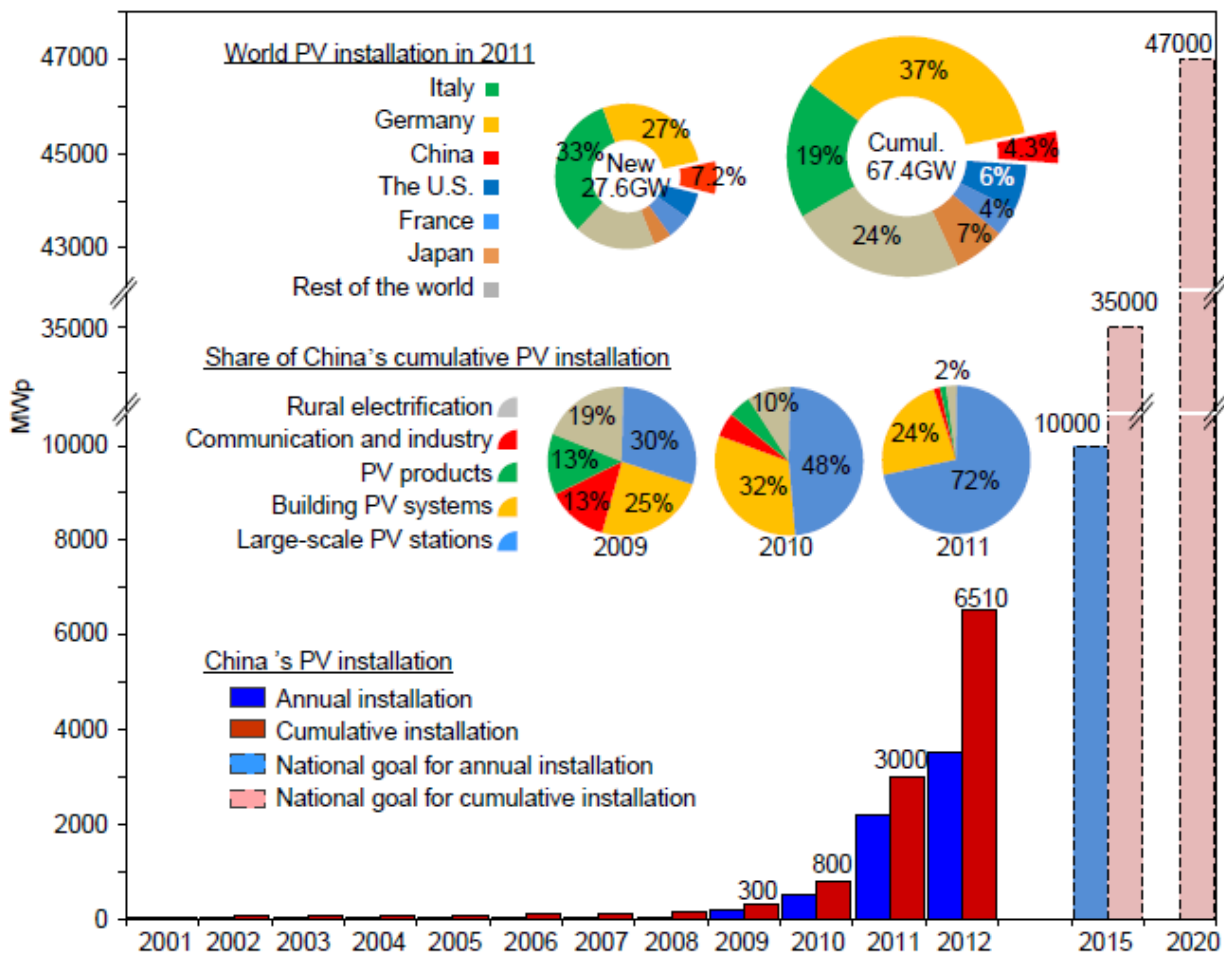 World PV installation in 2011
Italy
Germany
China
The U.S.
France
Japan
Rest of the world
33%
27%
7.2%
New
27.6GW
37%
4.3%
6%
4%
7%
24%
19%
Cumul.
67.4GW
Share of China's cumulative PV installation
Rural electrification
Communication and industry
PV products
Building PV systems
Large-scale PV stations
19%
30%
13%
13%
25%
2009
10%
48%
32%
2010
2%
24%
72%
2011
China 's PV installation
Annual installation
Cumulative installation
National goal for annual installation
National goal for cumulative installation
MWp
47000
45000
43000
35000
10000
8000
6000
4000
2000
0
300
800
3000
6510
10000
35000
47000
2001 2002 2003 2004 2005 2006 2007 2008 2009 2010 2011 2012 2015 2020